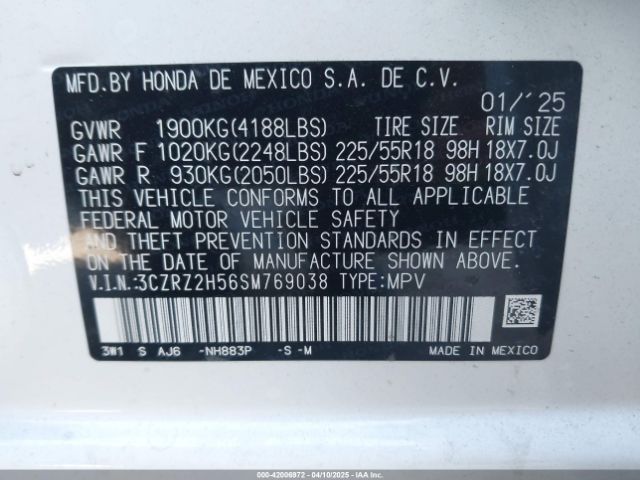 MFD.BY HONDA DE MEXICO S.A. DE C.V.
01/'25
GVWR 1900KG(4188LBS) TIRE SIZE RIM SIZE
GAWR F 1020KG(2248LBS) 225/55R18 98H 18X7.0J
GAWR R 930KG(2050LBS) 225/55R18 98H 18X7.0J
THIS VEHICLE CONFORMS TO ALL APPLICABLE
FEDERAL MOTOR VEHICLE SAFETY
AND THEFT PREVENTION STANDARDS IN EFFECT
ON THE DATE OF MANUFACTURE SHOWN ABOVE.
V.I.N.:3CZRZ2H56SM769038 TYPE:MPV
3W1 S AJ6 -NH883P -S -M MADE IN MEXICO
000-42006972 | 04/10/2025 | IAAI.COM